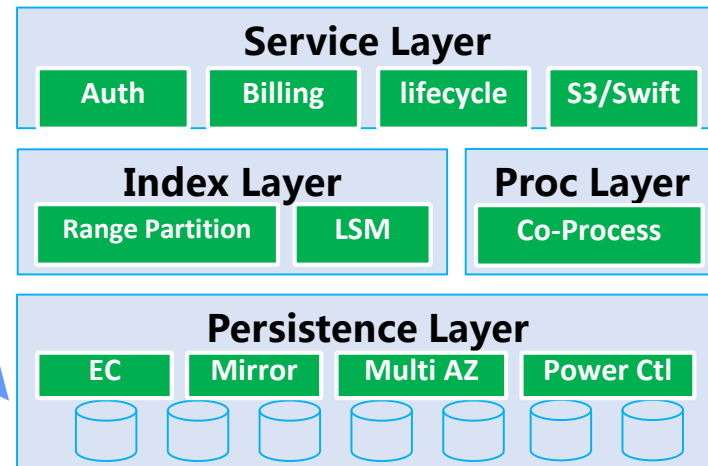 Service Layer
Auth Billing lifecycle S3/Swift
Index Layer
Range Partition LSM
Proc Layer
Co-Process
Persistence Layer
EC Mirror Multi AZ Power Ctl